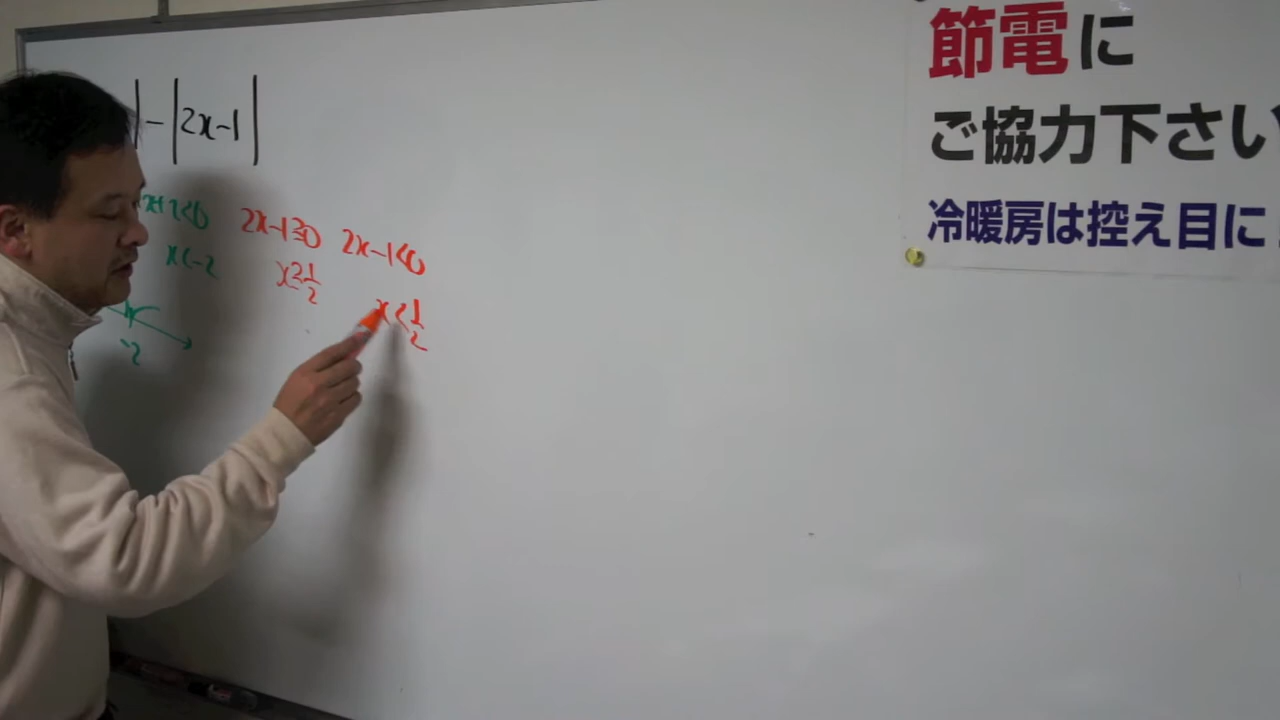 |-|2x-1|
x+2<0
x<-2
-2
2x-1≧0
x≧1/2
2x-1<0
x<1/2
節電に
ご協力下さい
冷暖房は控え目に